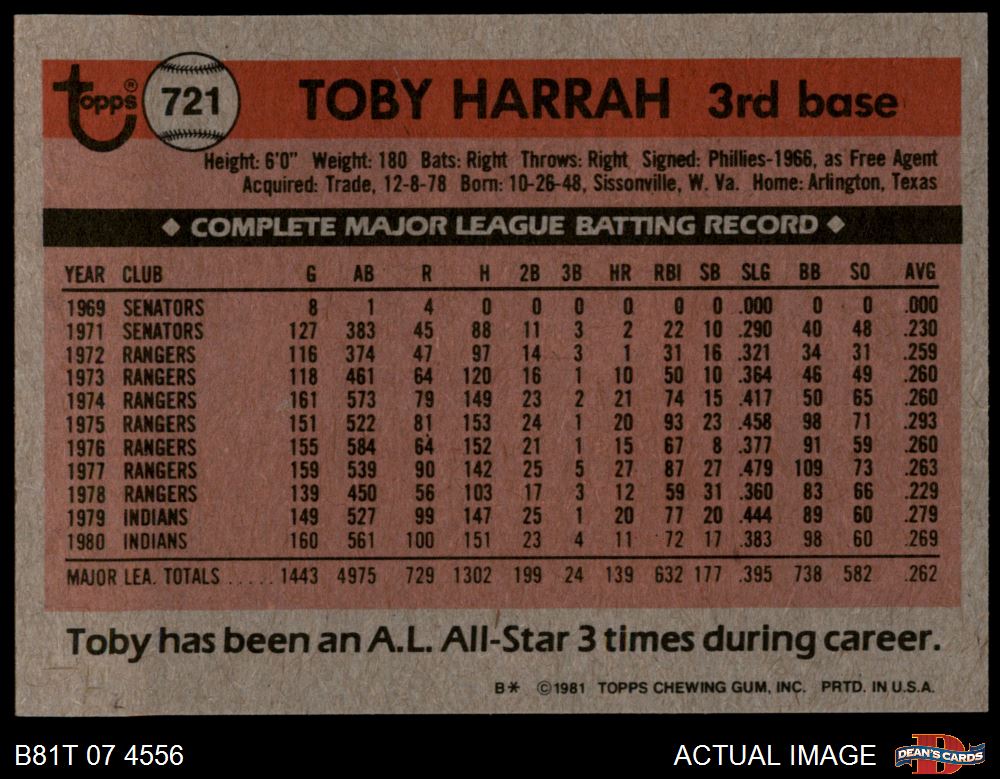 topps® 721 TOBY HARRAH 3rd base
Height: 6'0" Weight: 180 Bats: Right Throws: Right Signed: Phillies-1966, as Free Agent
Acquired: Trade, 12-8-78 Born: 10-26-48, Sissonville, W. Va. Home: Arlington, Texas
◆ COMPLETE MAJOR LEAGUE BATTING RECORD ◆
YEAR CLUB G AB R H 2B 3B HR RBI SB SLG BB SO AVG
1969 SENATORS 8 1 4 0 0 0 0 0 0 .000 0 0 .000
1971 SENATORS 127 383 45 88 11 3 2 22 10 .290 40 48 .230
1972 RANGERS 116 374 47 97 14 3 1 31 16 .321 34 31 .259
1973 RANGERS 118 461 64 120 16 1 10 50 10 .364 46 49 .260
1974 RANGERS 161 573 79 149 23 2 21 74 15 .417 50 65 .260
1975 RANGERS 151 522 81 153 24 1 20 93 23 .458 98 71 .293
1976 RANGERS 155 584 64 152 21 1 15 67 8 .377 91 59 .260
1977 RANGERS 159 539 90 142 25 5 27 87 27 .479 109 73 .263
1978 RANGERS 139 450 56 103 17 3 12 59 31 .360 83 66 .229
1979 INDIANS 149 527 99 147 25 1 20 77 20 .444 89 60 .279
1980 INDIANS 160 561 100 151 23 4 11 72 17 .383 98 60 .269
MAJOR LEA. TOTALS ..... 1443 4975 729 1302 199 24 139 632 177 .395 738 582 .262
Toby has been an A.L. All-Star 3 times during career.
B* ©1981 TOPPS CHEWING GUM, INC. PRTD. IN U.S.A.
B81T 07 4556 ACTUAL IMAGE DEAN'S CARDS